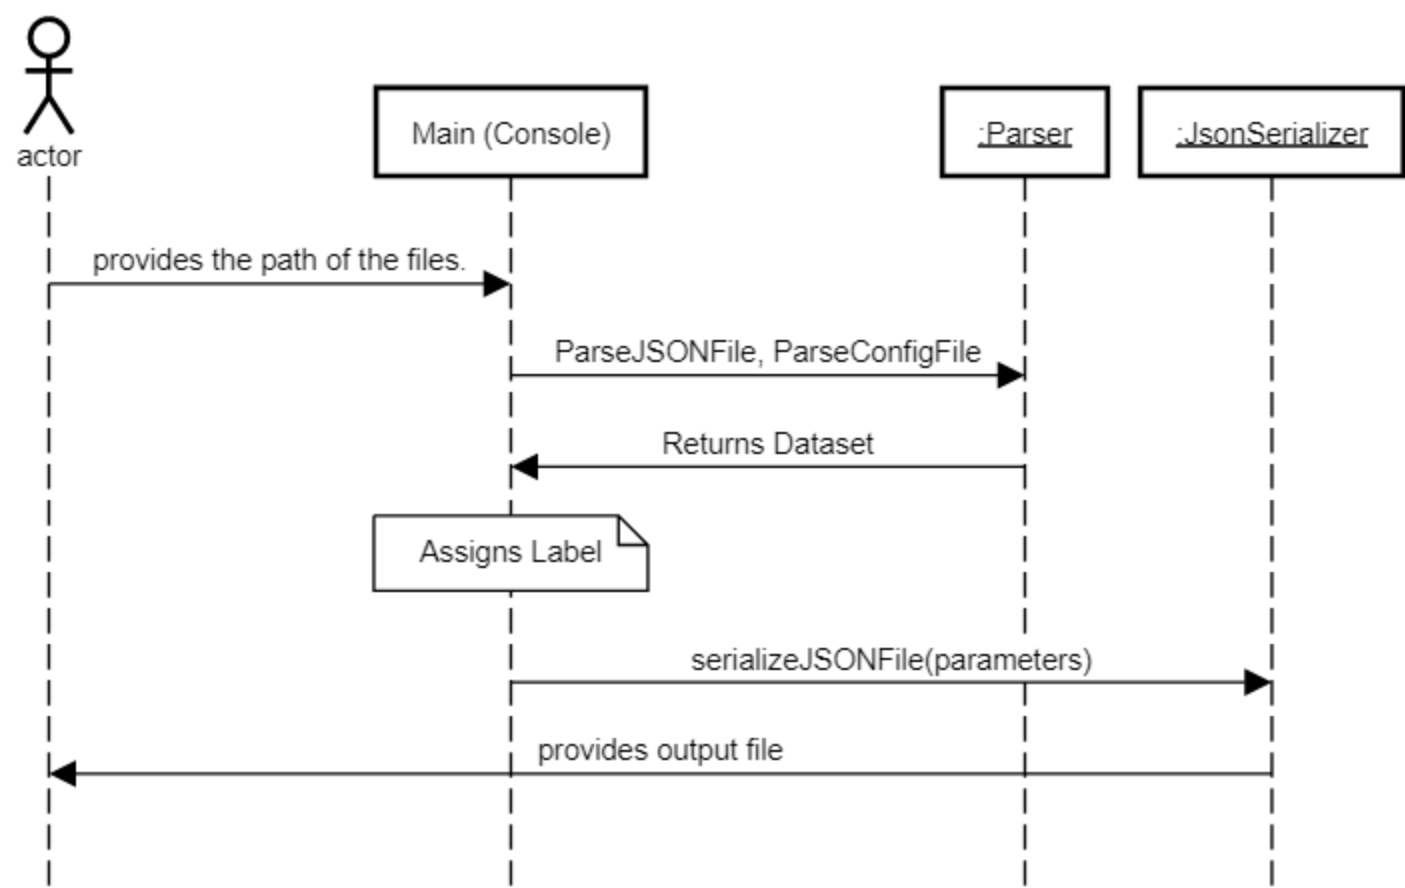 actor
Main (Console)
:Parser
:JsonSerializer
provides the path of the files.
ParseJSONFile, ParseConfigFile
Returns Dataset
Assigns Label
serializeJSONFile(parameters)
provides output file